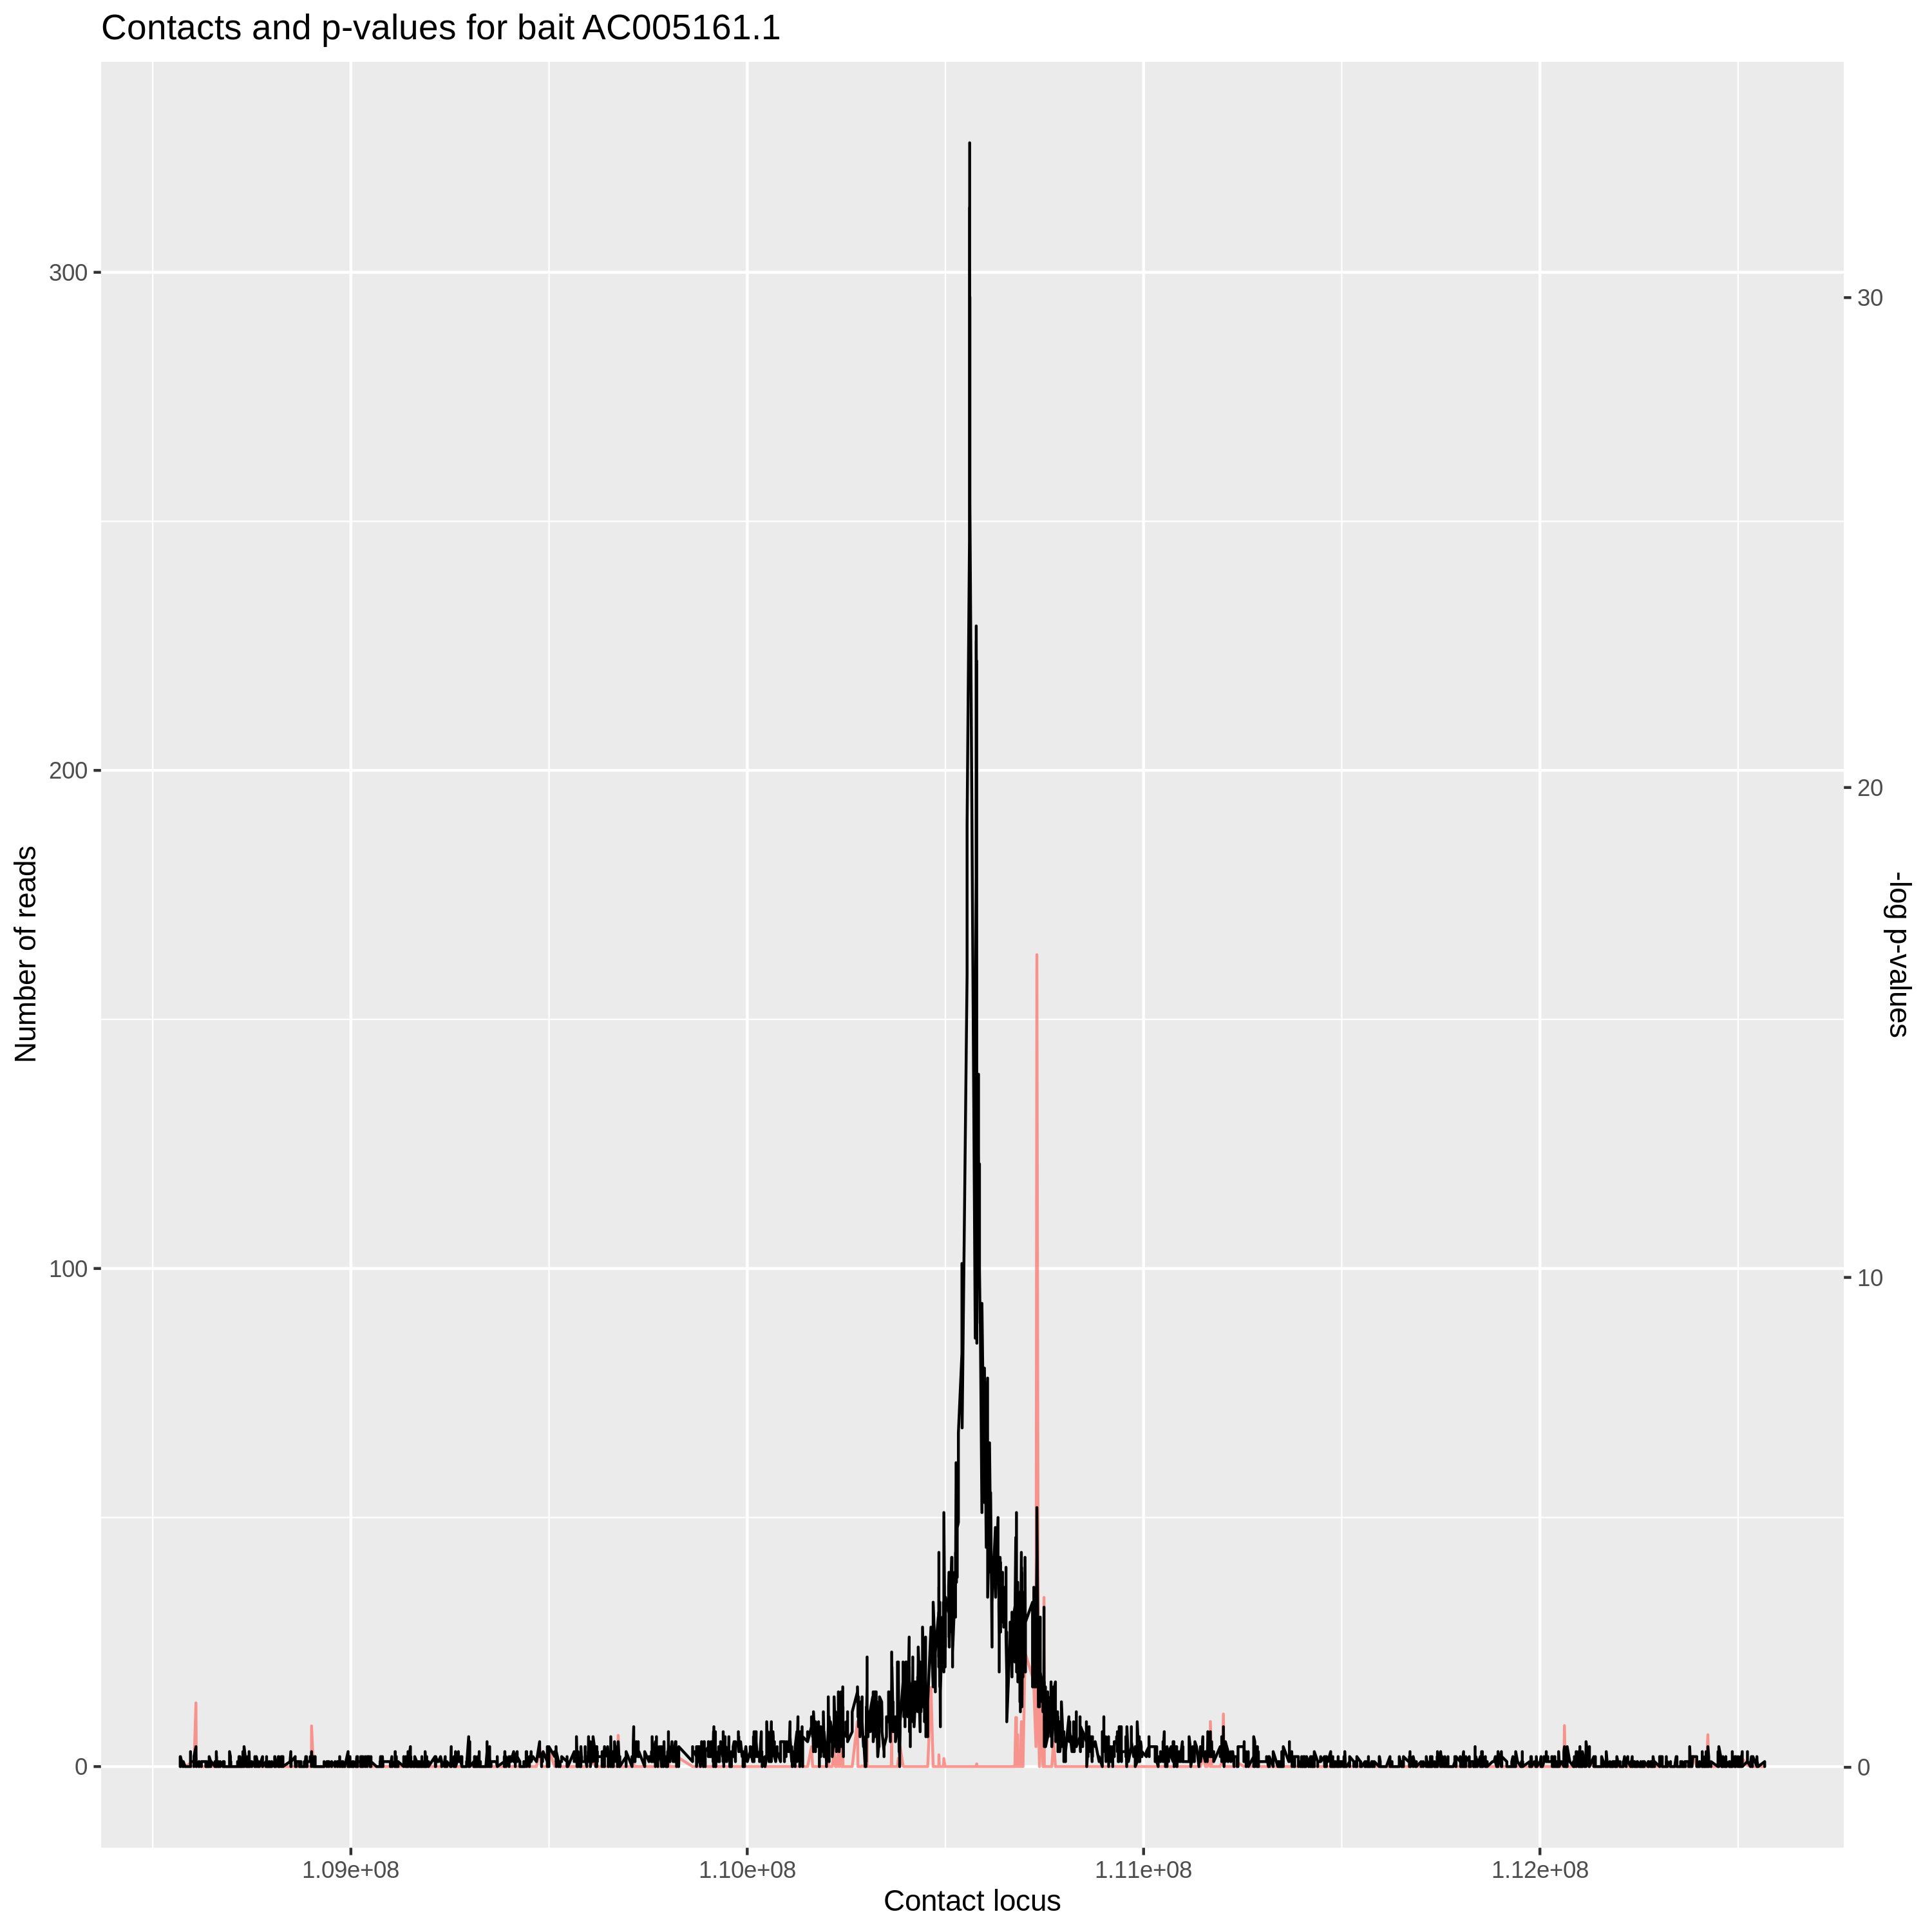 Contacts and p-values for bait AC005161.1
300
200
100
0
Number of reads
30
20
10
0
-log p-values
1.09e+08
1.10e+08
1.11e+08
1.12e+08
Contact locus